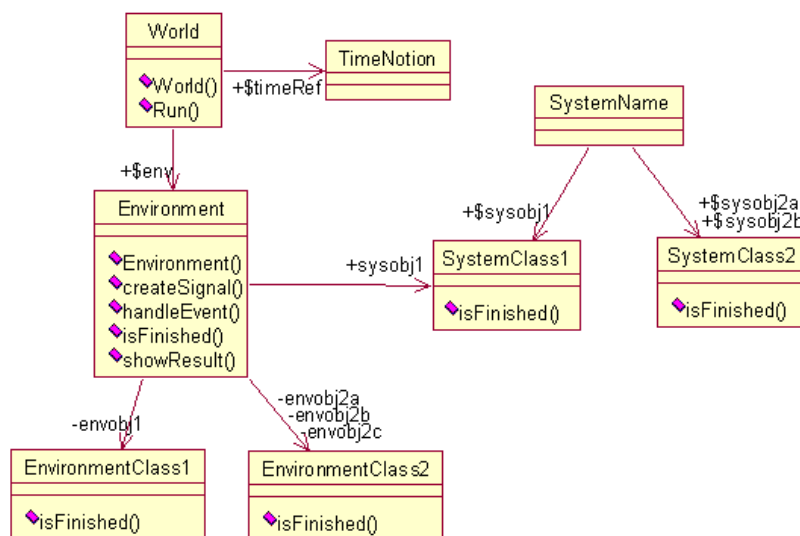 World
World()
Run()
TimeNotion
+$timeRef
SystemName
+$env
Environment
Environment()
createSignal()
handleEvent()
isFinished()
showResult()
+sysobj1
+$sysobj1
SystemClass1
isFinished()
+$sysobj2a
+$sysobj2b
SystemClass2
isFinished()
-envobj1
-envobj2a
-envobj2b
-envobj2c
EnvironmentClass1
isFinished()
EnvironmentClass2
isFinished()